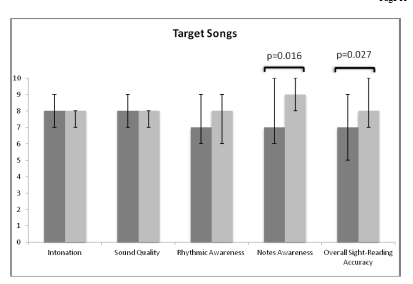 Target Songs
p=0.016
p=0.027
10
9
8
7
6
5
4
3
2
1
0
Intonation
Sound Quality
Rhythmic Awareness
Notes Awareness
Overall Sight-Reading
Accuracy